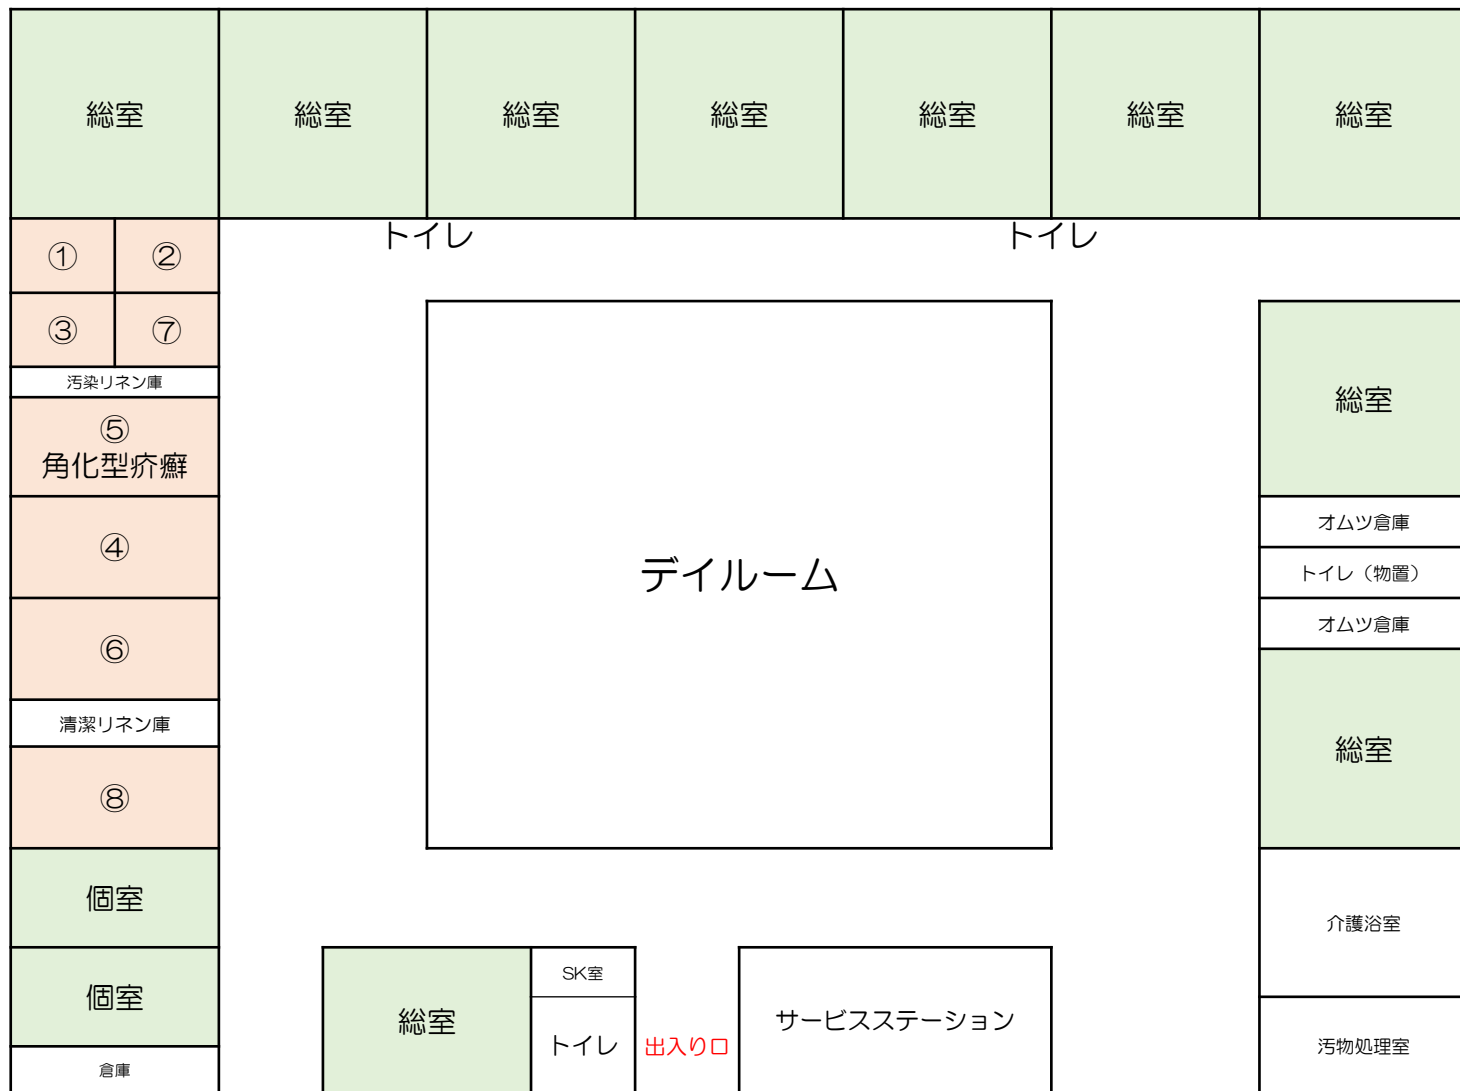 総室
総室
総室
総室
総室
総室
総室
トイレ
トイレ
①
②
③
⑦
汚染リネン庫
⑤
角化型疥癬
④
⑥
清潔リネン庫
⑧
個室
個室
倉庫
デイルーム
総室
オムツ倉庫
トイレ（物置）
オムツ倉庫
総室
介護浴室
汚物処理室
総室
SK室
トイレ
出入り口
サービスステーション